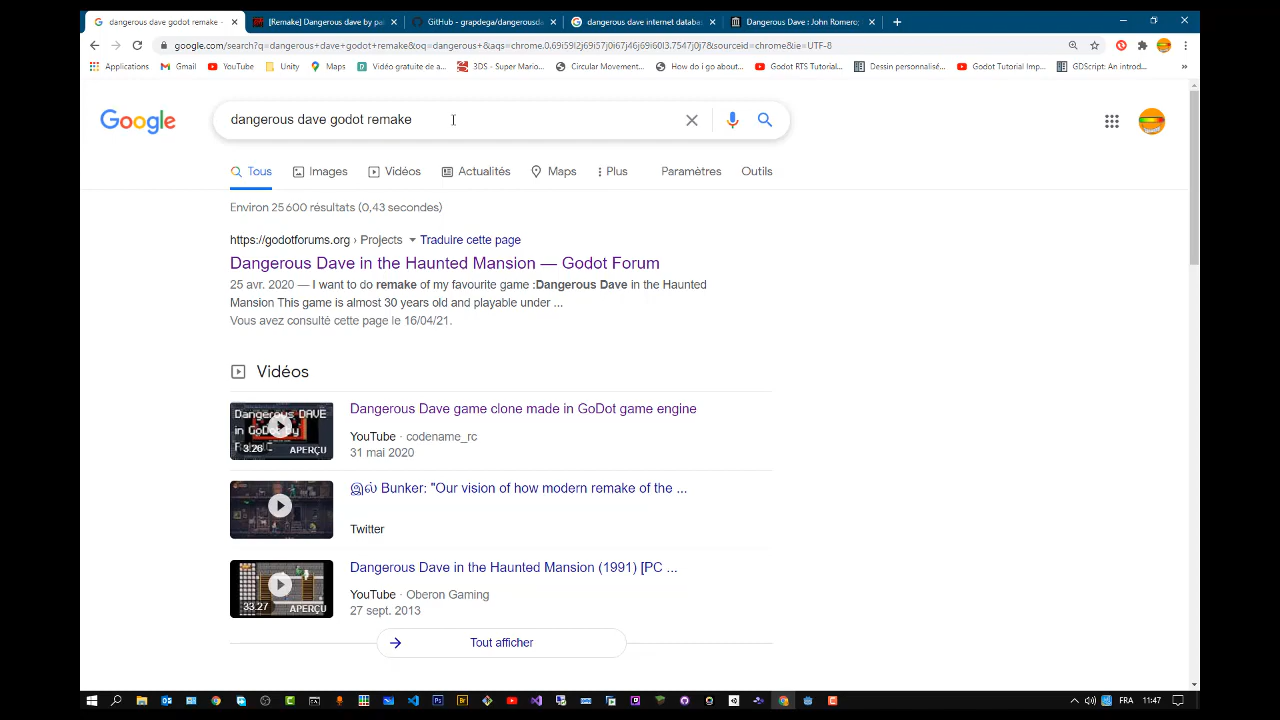 dangerous dave godot remake -
[Remake] Dangerous dave by pa
GitHub - grapdega/dangerousda
dangerous dave internet databa
Dangerous Dave : John Romero;
google.com/search?q=dangerous+dave+godot+remake&oq=dangerous+&aqs=chrome.0.69i59l2j69i57j0i67j46j69i60l3.7547j0j7&sourceid=chrome&ie=UTF-8
Applications
Gmail
YouTube
Unity
Maps
Vidéo gratuite de a...
3DS - Super Mario...
Circular Movement...
How do i go about...
Godot RTS Tutorial...
Dessin personnalisé...
Godot Tutorial Imp...
GDScript: An introd...
»
Google
dangerous dave godot remake
Tous
Images
Vidéos
Actualités
Maps
Plus
Paramètres
Outils
Environ 25 600 résultats (0,43 secondes)
https://godotforums.org › Projects
Traduire cette page
Dangerous Dave in the Haunted Mansion — Godot Forum
25 avr. 2020 — I want to do remake of my favourite game :Dangerous Dave in the Haunted
Mansion This game is almost 30 years old and playable under ...
Vous avez consulté cette page le 16/04/21.
Vidéos
Dangerous DAVE
in GoDot by
3:26
APERÇU
Dangerous Dave game clone made in GoDot game engine
YouTube · codename_rc
31 mai 2020
இல் Bunker: "Our vision of how modern remake of the ...
Twitter
33:27
APERÇU
Dangerous Dave in the Haunted Mansion (1991) [PC ...
YouTube · Oberon Gaming
27 sept. 2013
Tout afficher
FRA
11:47